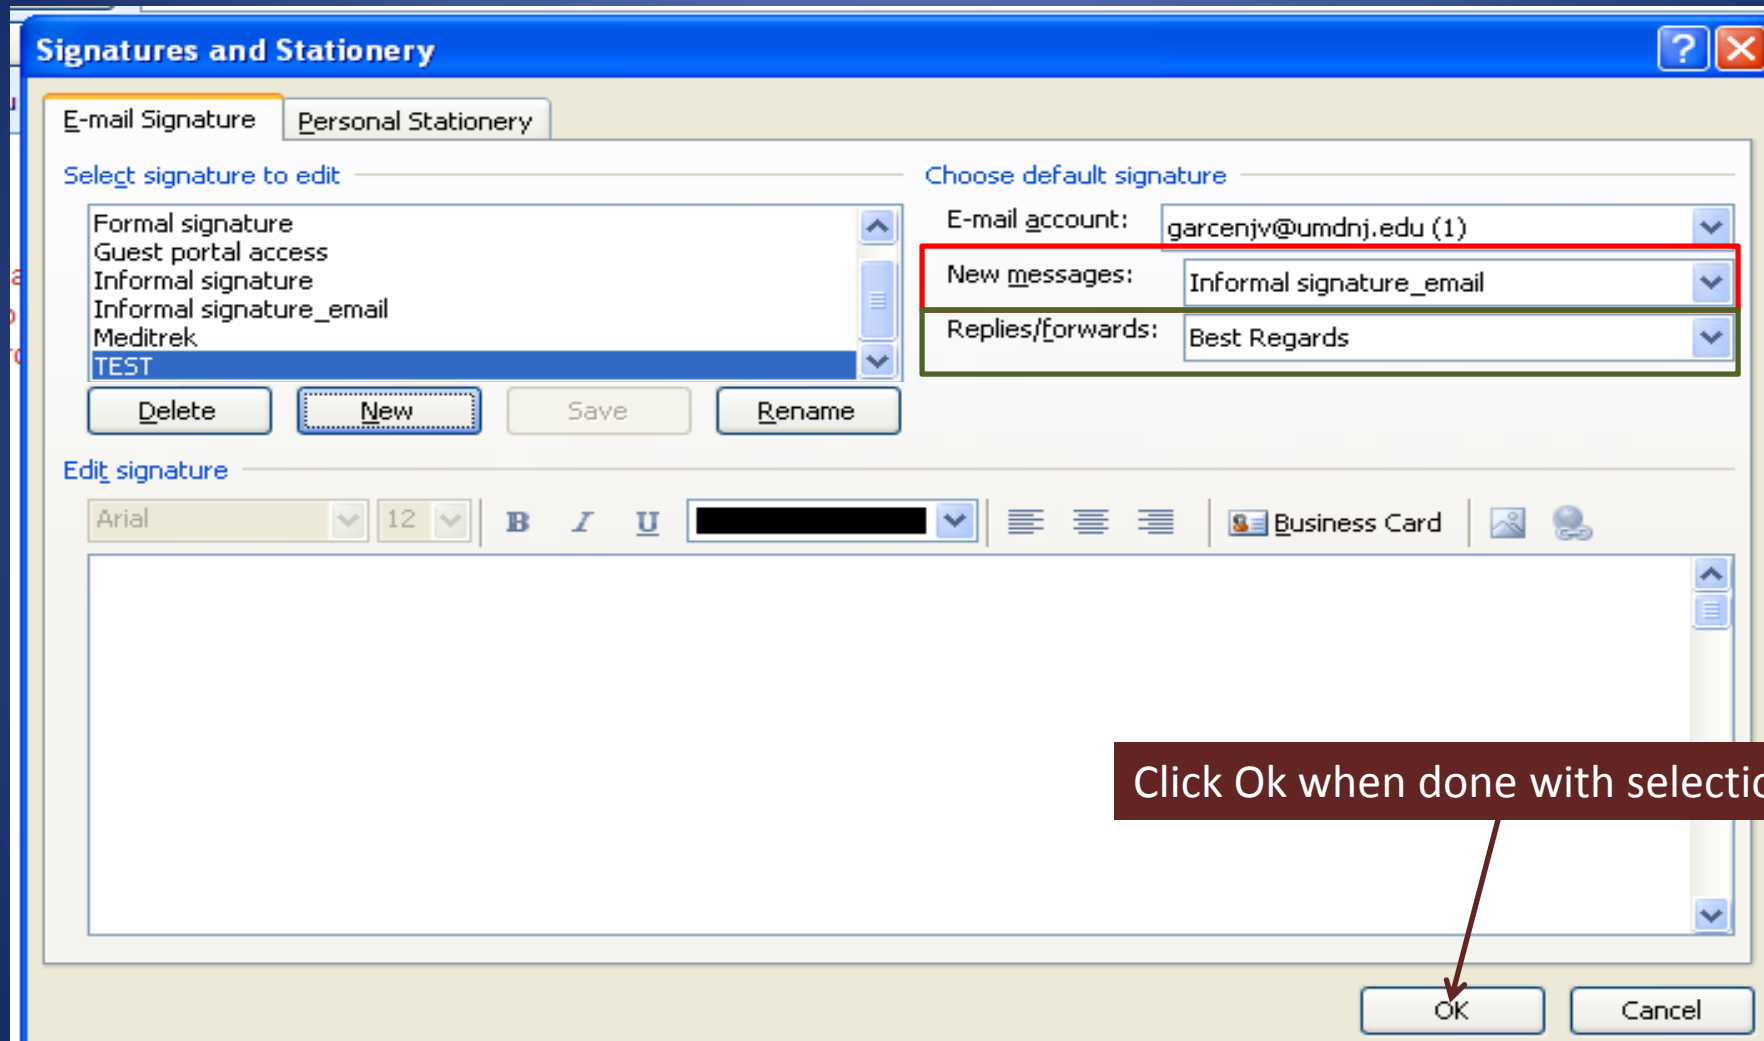 Signatures and Stationery
E-mail Signature
Personal Stationery
Select signature to edit
Formal signature
Guest portal access
Informal signature
Informal signature_email
Meditrek
TEST
Delete
New
Save
Rename
Choose default signature
E-mail account:
garcenjv@umdnj.edu (1)
New messages:
Informal signature_email
Replies/forwards:
Best Regards
Edit signature
Arial
12
B
I
U
Business Card
Click Ok when done with selectio
OK
Cancel